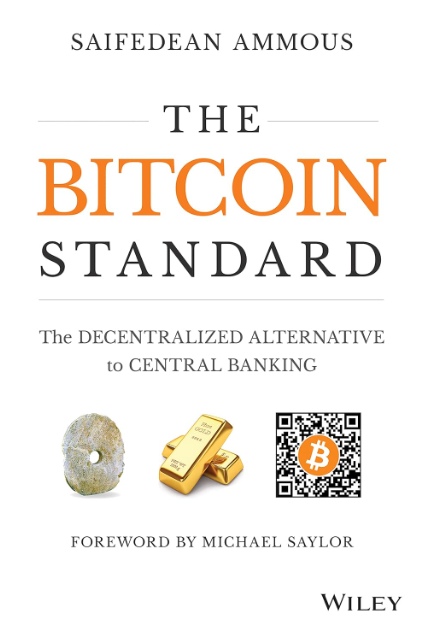 SAIFEDEAN AMMOUS
THE
BITCOIN
STANDARD
The DECENTRALIZED ALTERNATIVE
to CENTRAL BANKING
FOREWORD BY MICHAEL SAYLOR
WILEY